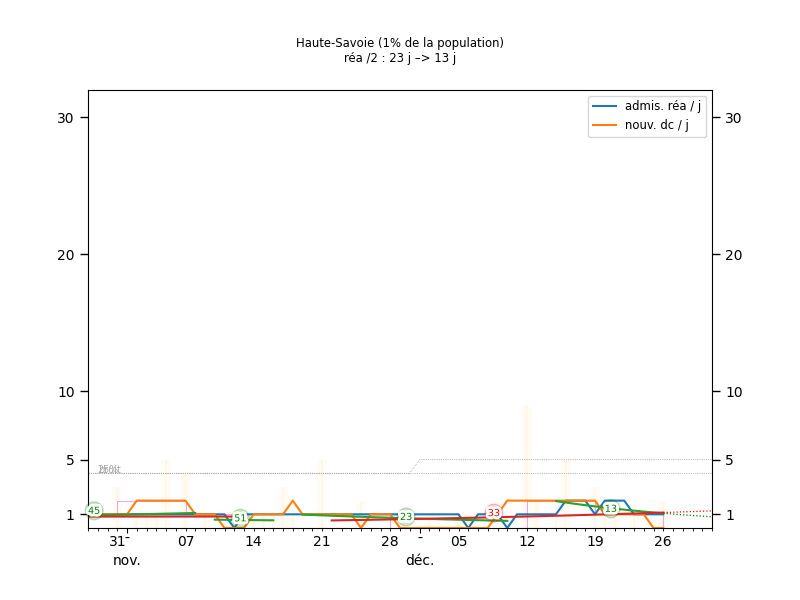 Haute-Savoie (1% de la population)
réa /2 : 23 j –> 13 j
admis. réa / j
nouv. dc / j
30 30
20 20
10 10
5 5
1 1
45 51 23 33 13
31 07 14 21 28 05 12 19 26
nov. déc.